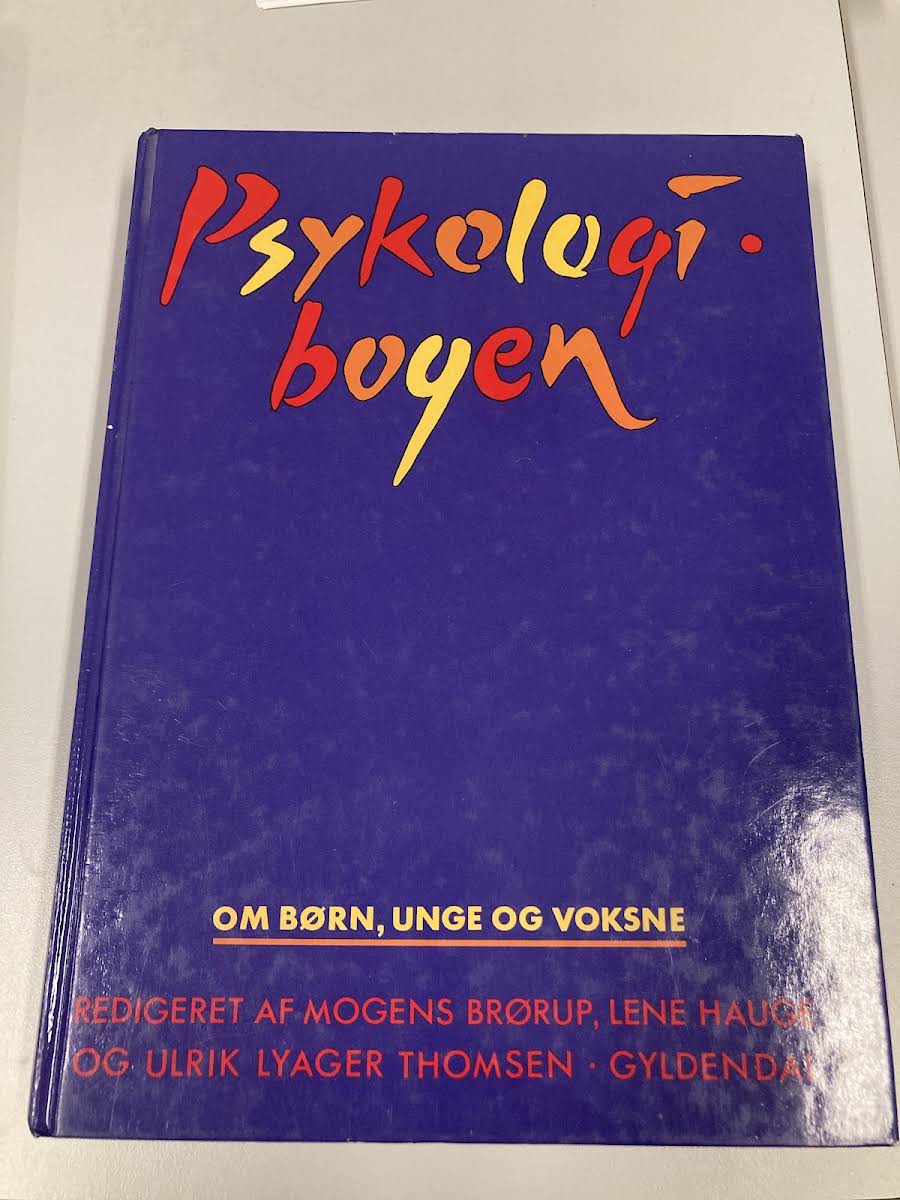 Psykologi·
bogen
OM BØRN, UNGE OG VOKSNE
REDIGERET AF MOGENS BRØRUP, LENE HAUGE
OG ULRIK LYAGER THOMSEN · GYLDENDAL